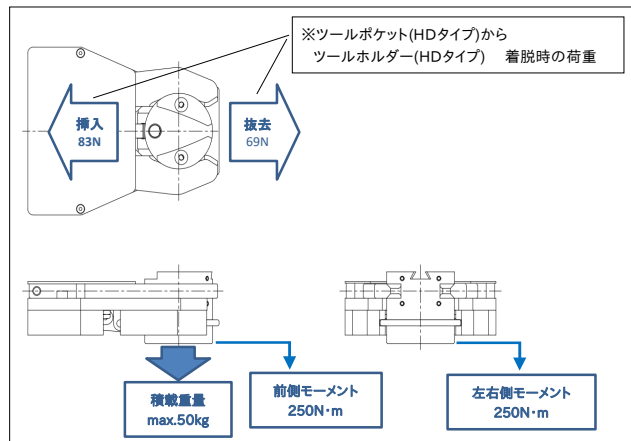 ※ツールポケット(HDタイプ)から
ツールホルダー(HDタイプ) 着脱時の荷重
挿入
83N
抜去
69N
積載重量
max.50kg
前側モーメント
250N・m
左右側モーメント
250N・m